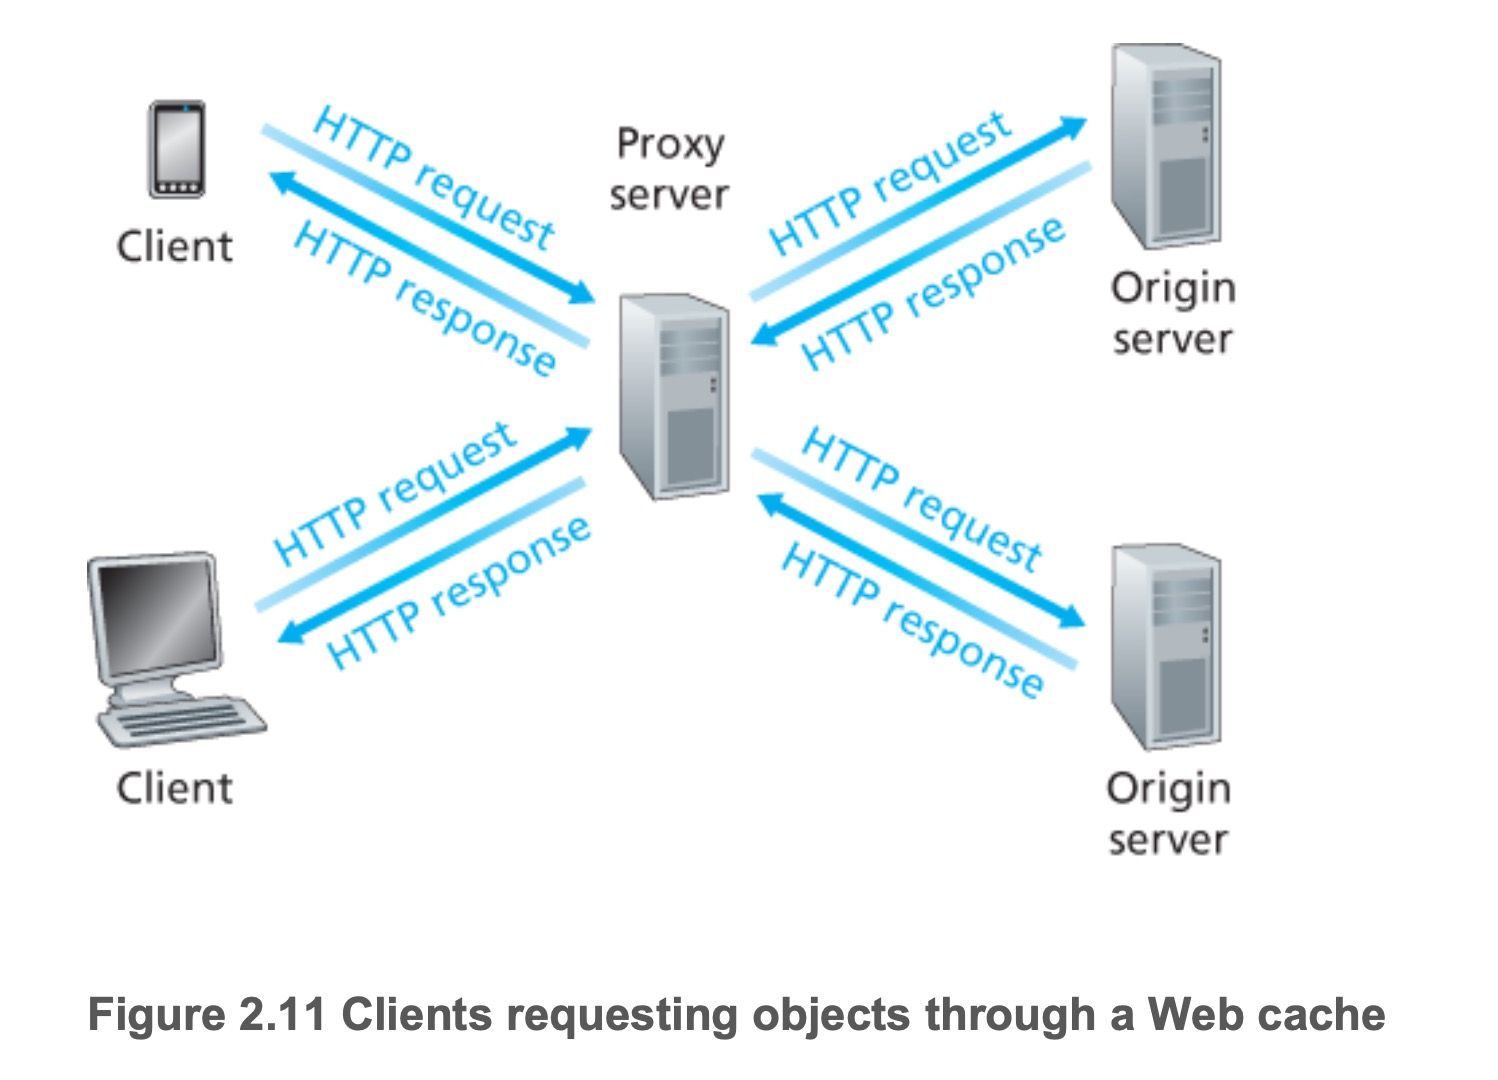 HTTP request
HTTP response
Client
Proxy
server
HTTP request
HTTP response
Origin
server
HTTP request
HTTP response
Client
HTTP request
HTTP response
Origin
server
Figure 2.11 Clients requesting objects through a Web cache